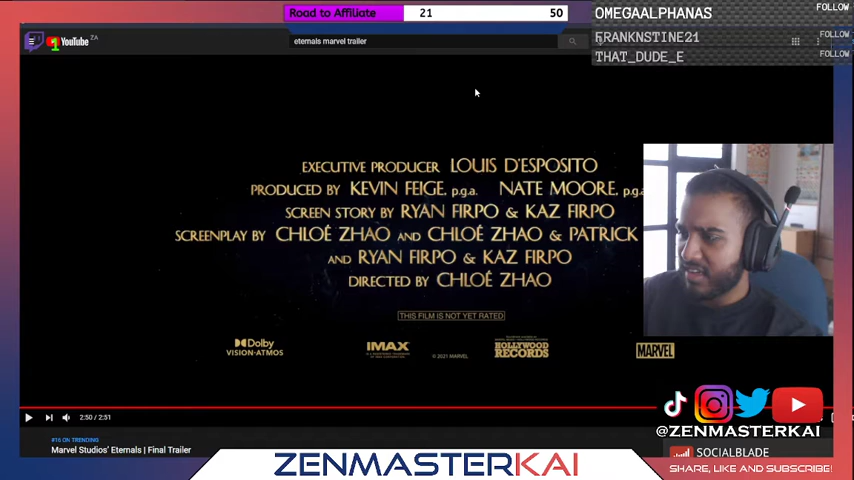 Road to Affiliate 21 50
OMEGAALPHANAS FOLLOW
FRANKNSTINE21 FOLLOW
THAT_DUDE_E FOLLOW
1 YouTube ZA
eternals marvel trailer
EXECUTIVE PRODUCER LOUIS D'ESPOSITO
PRODUCED BY KEVIN FEIGE, p.g.a. NATE MOORE, p.g.
SCREEN STORY BY RYAN FIRPO & KAZ FIRPO
SCREENPLAY BY CHLOÉ ZHAO AND CHLOÉ ZHAO & PATRICK
AND RYAN FIRPO & KAZ FIRPO
DIRECTED BY CHLOÉ ZHAO
THIS FILM IS NOT YET RATED
Dolby
VISION·ATMOS
IMAX
© 2021 MARVEL
HOLLYWOOD
RECORDS
MARVEL
2:50 / 2:51
@ZENMASTERKAI
#16 ON TRENDING
Marvel Studios' Eternals | Final Trailer
SOCIALBLADE
ZENMASTERKAI
SHARE, LIKE AND SUBSCRIBE!